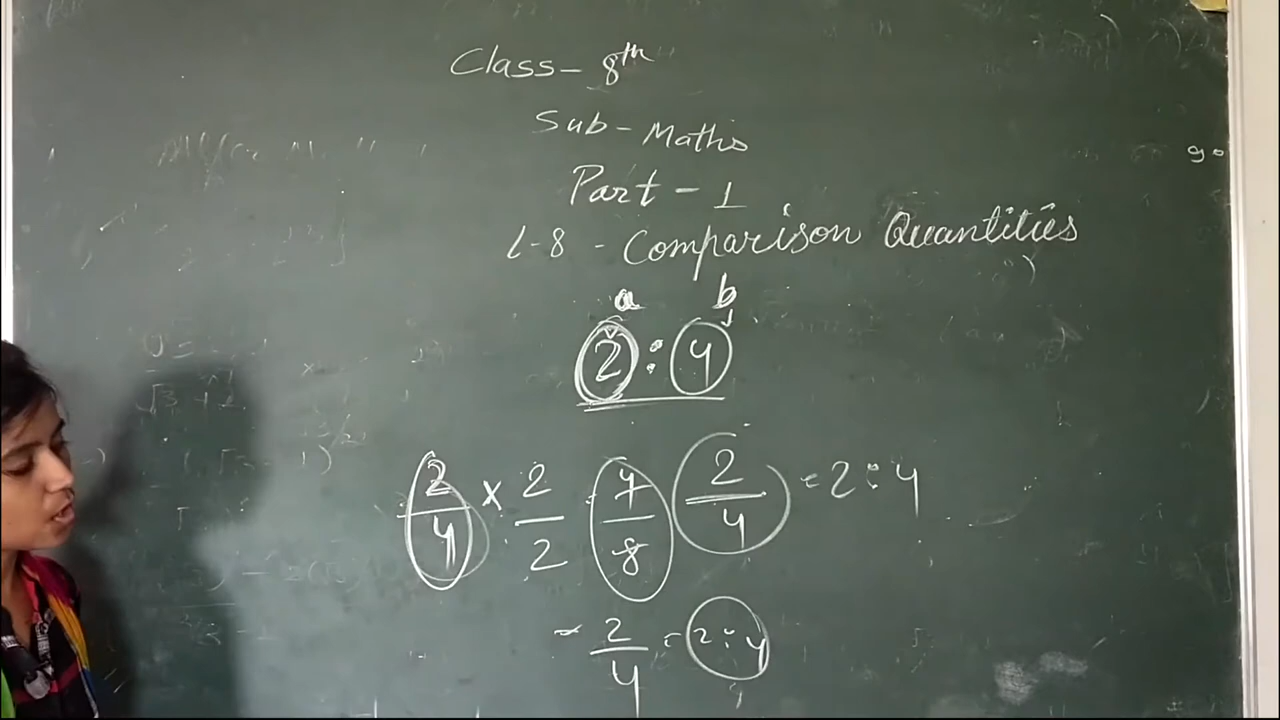 Class - 8th
Sub - Maths
Part - 1
L-8 - Comparison Quantities
a b
2 : 4
2/4 × 2/2 = 4/8 2/4 = 2 : 4
= 2/4 = 2 : 4